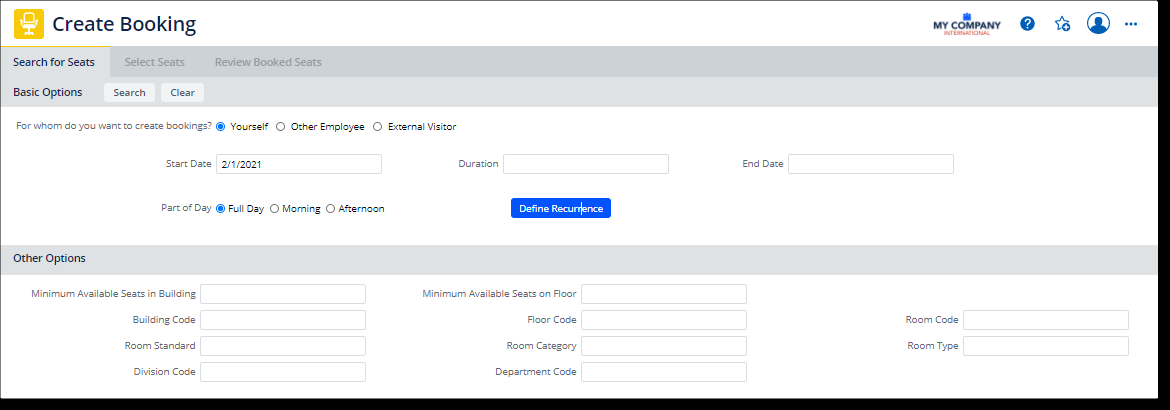 Create Booking
MY COMPANY
INTERNATIONAL
Search for Seats Select Seats Review Booked Seats
Basic Options Search Clear
For whom do you want to create bookings? Yourself Other Employee External Visitor
Start Date 2/1/2021 Duration End Date
Part of Day Full Day Morning Afternoon Define Recurrence
Other Options
Minimum Available Seats in Building Minimum Available Seats on Floor
Building Code Floor Code Room Code
Room Standard Room Category Room Type
Division Code Department Code